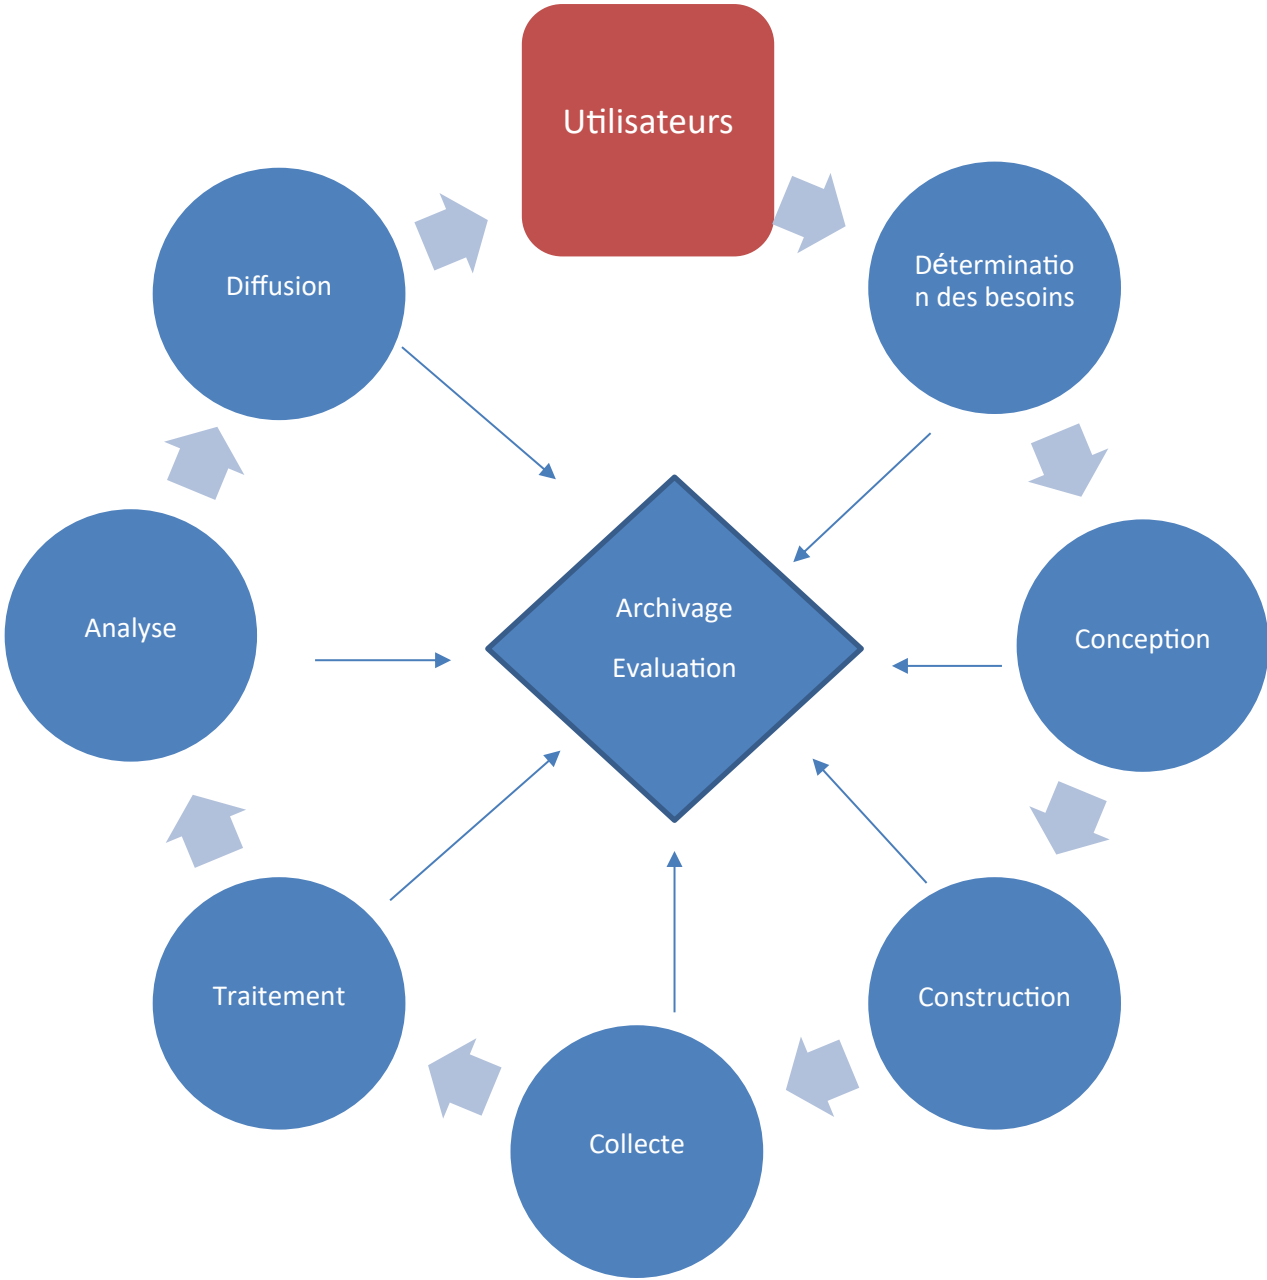 Utilisateurs
Déterminatio
n des besoins
Diffusion
Archivage
Evaluation
Analyse
Conception
Traitement
Construction
Collecte